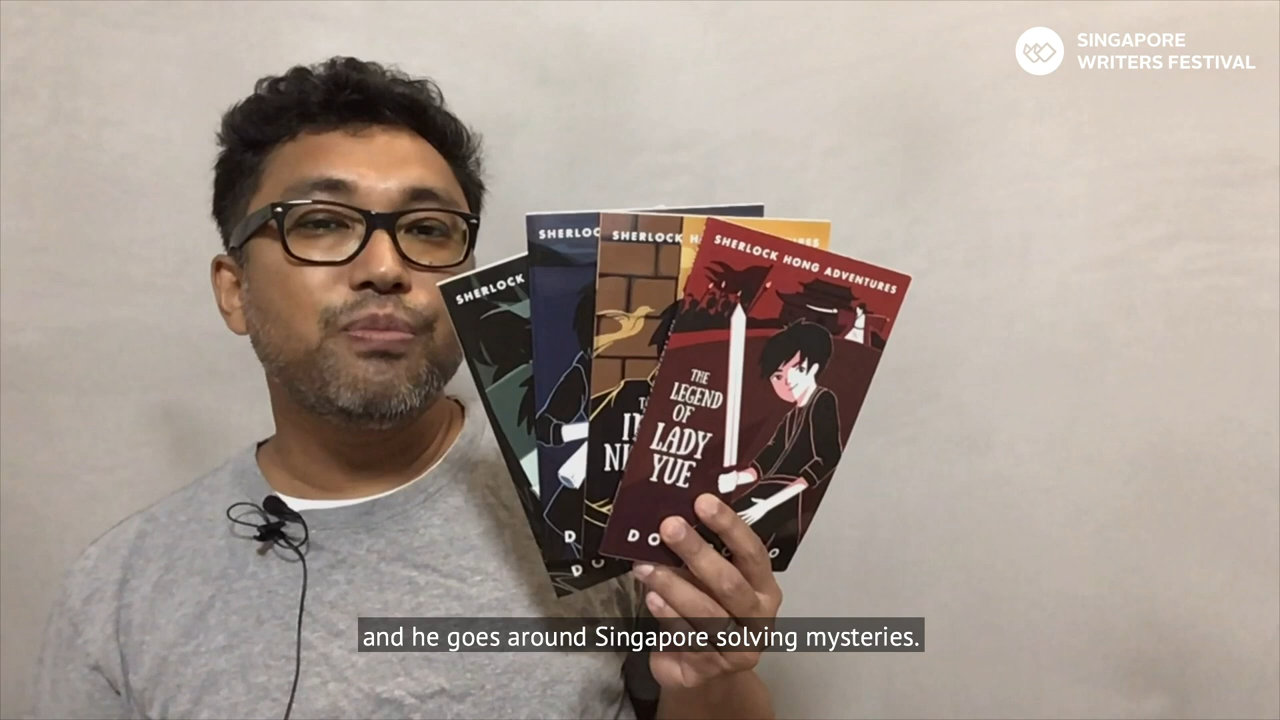 SINGAPORE
WRITERS FESTIVAL
SHERLOCK
SHERLOC
SHERLOCK
SHERLOCK HONG ADVENTURES
THE
LEGEND
OF
LADY
YUE
and he goes around Singapore solving mysteries.